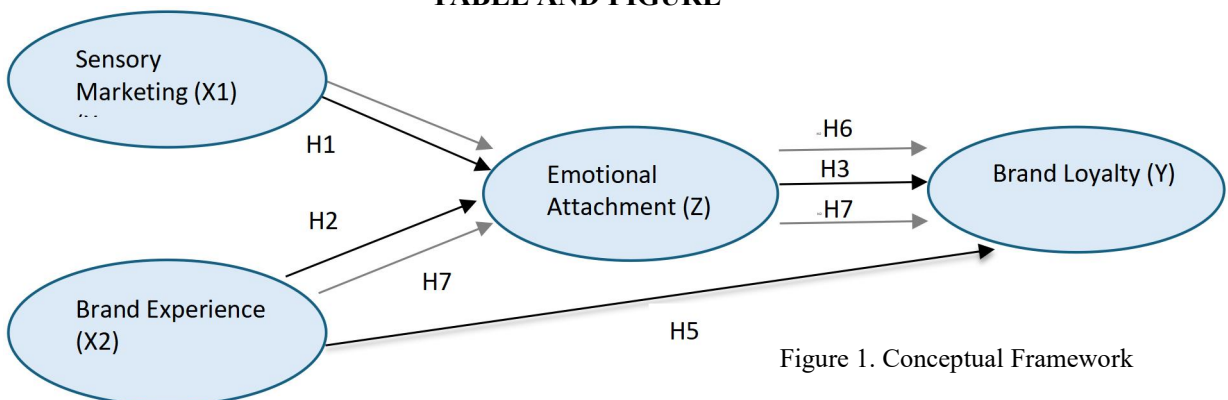 TABLE AND FIGURE
Sensory
Marketing (X1)
H1
Emotional
Attachment (Z)
H6
H3
H7
Brand Loyalty (Y)
H2
H7
Brand Experience
(X2)
H5
Figure 1. Conceptual Framework